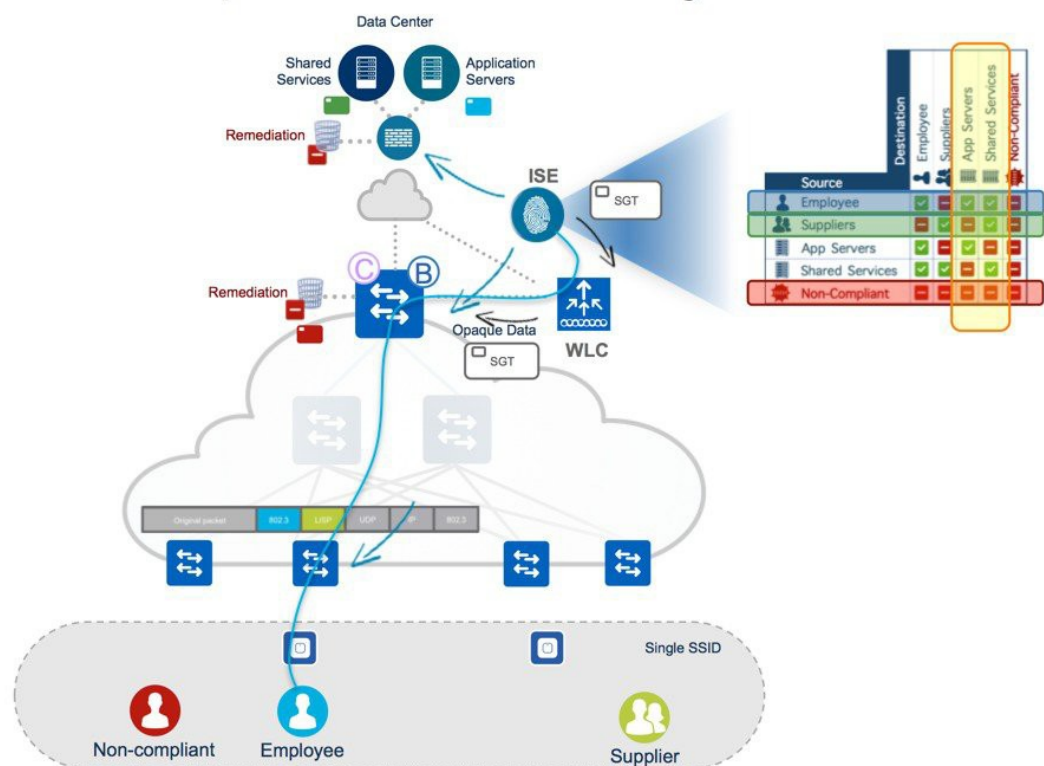 Data Center
Shared
Services
Application
Servers
Remediation
ISE
SGT
Destination
Employee
Suppliers
App Servers
Shared Services
Non-Compliant
Source
Employee
Suppliers
App Servers
Shared Services
Non-Compliant
C
B
Remediation
Opaque Data
SGT
WLC
Original packet
802.3
LISP
UDP
IP
802.3
Single SSID
Non-compliant
Employee
Supplier